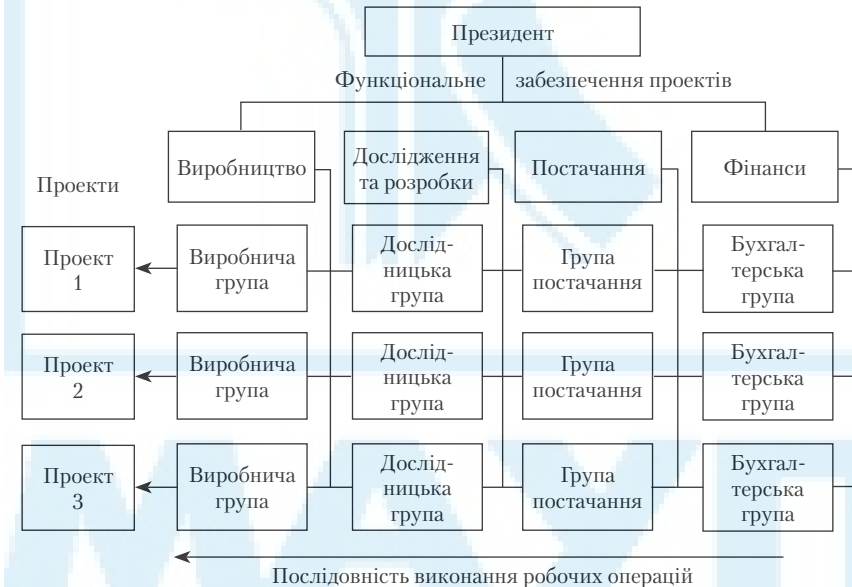 Президент
Функціональне забезпечення проектів
Виробництво
Дослідження
та розробки
Постачання
Фінанси
Проекти
Проект
1
Виробнича
група
Дослід-
ницька
група
Група
постачання
Бухгал-
терська
група
Проект
2
Виробнича
група
Дослід-
ницька
група
Група
постачання
Бухгал-
терська
група
Проект
3
Виробнича
група
Дослід-
ницька
група
Група
постачання
Бухгал-
терська
група
Послідовність виконання робочих операцій